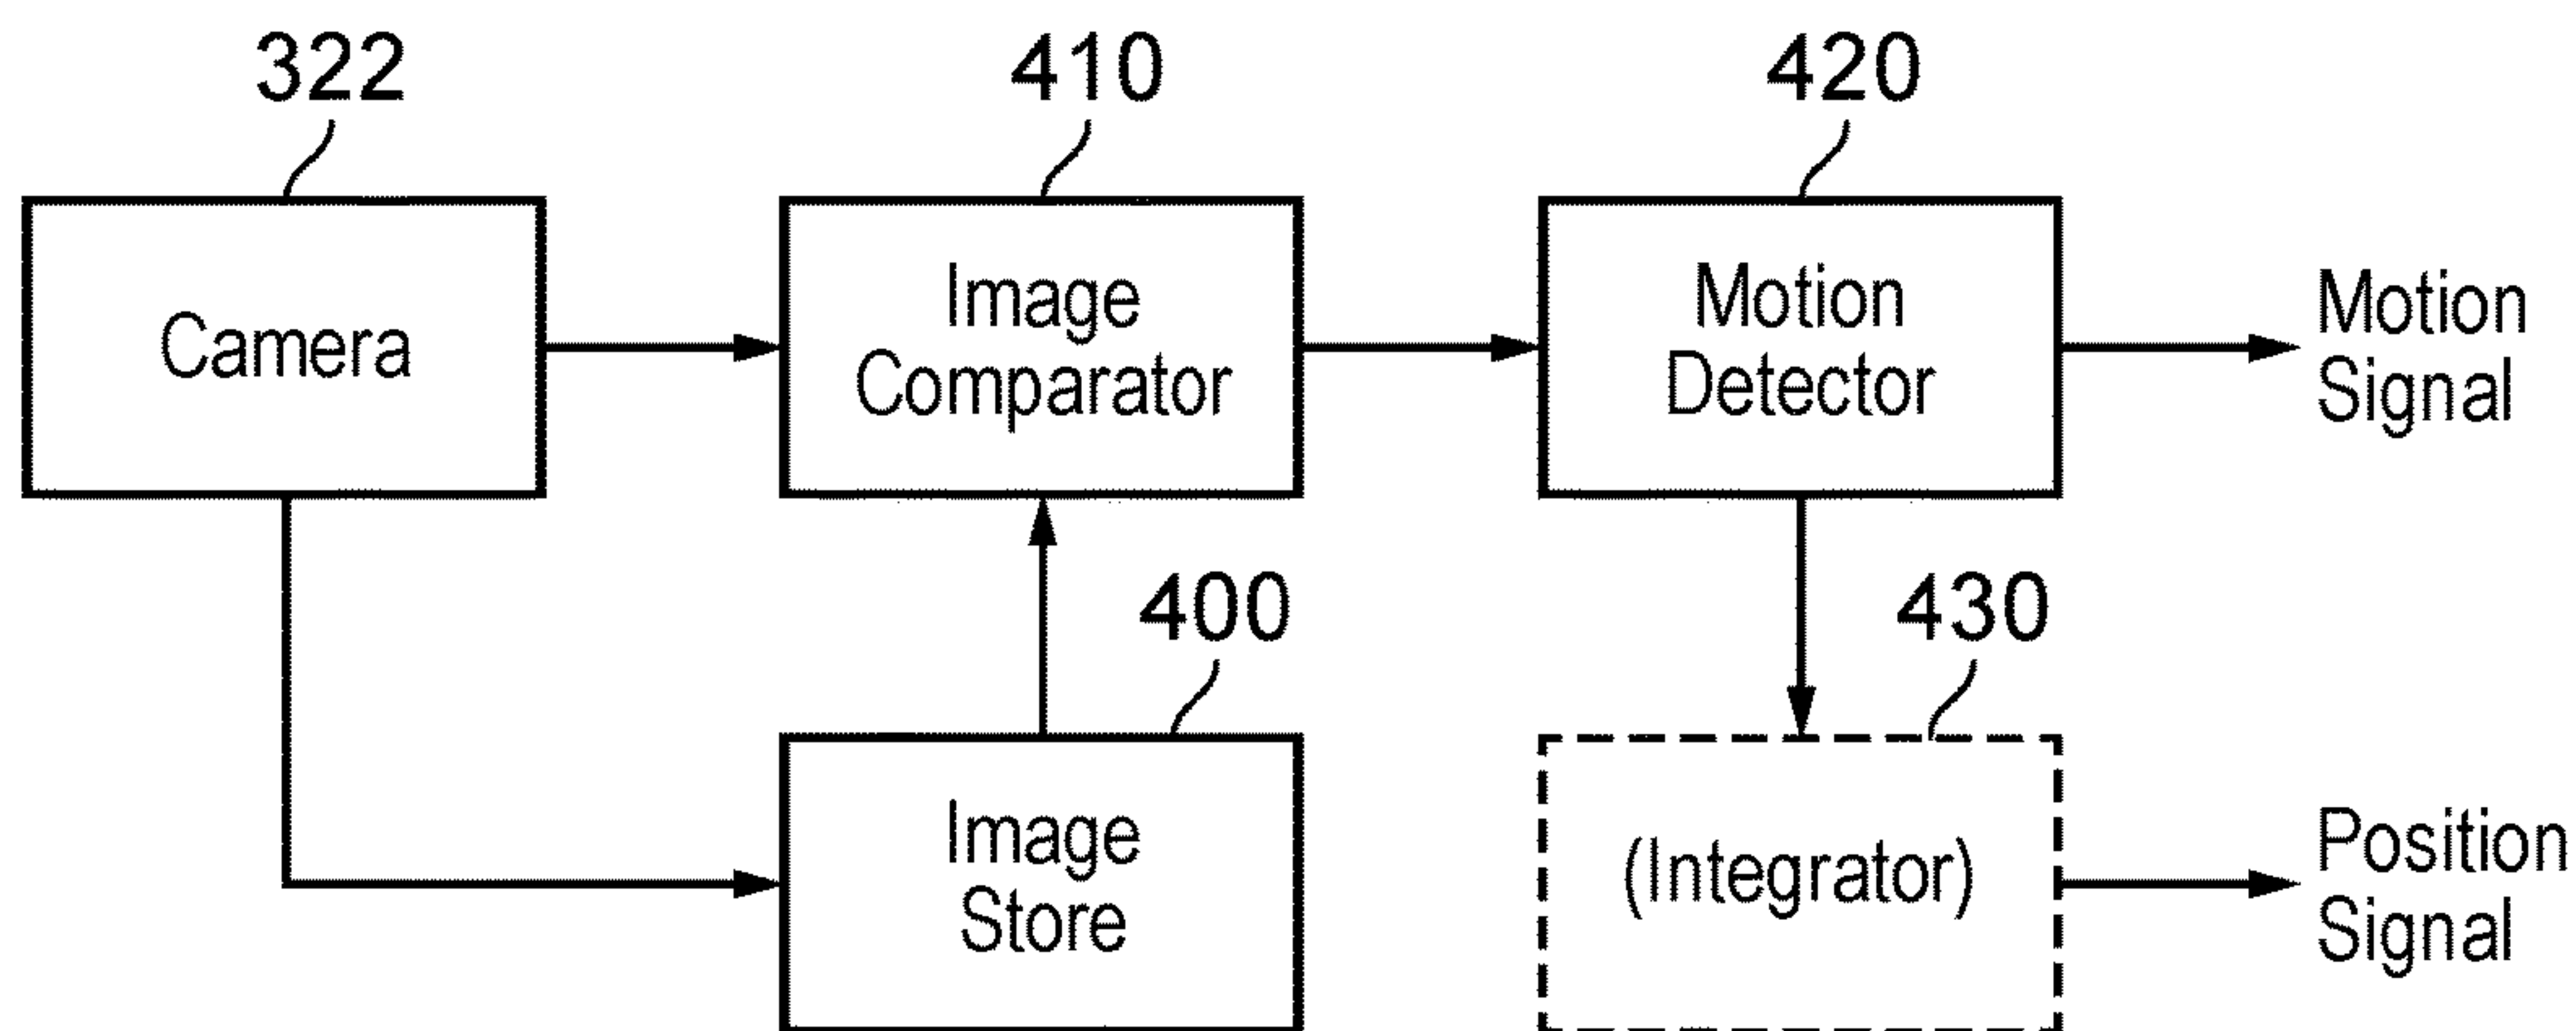 322
410
420
Camera
Image
Comparator
Motion
Detector
Motion
Signal
400
430
Image
Store
(Integrator)
Position
Signal